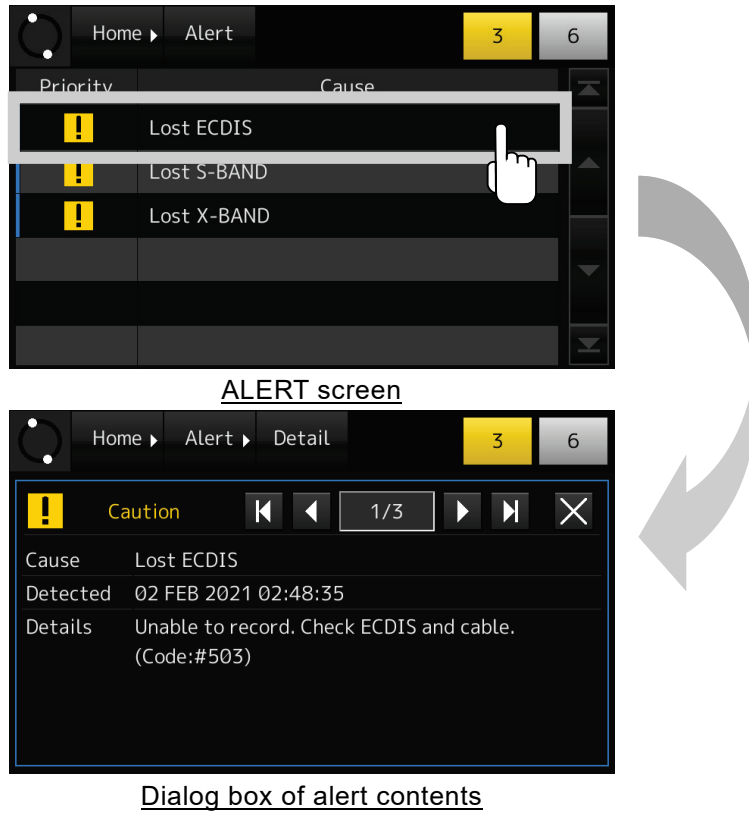 Home Alert 3 6
Priority Cause
! Lost ECDIS
! Lost S-BAND
! Lost X-BAND
ALERT screen
Home Alert Detail 3 6
! Caution 1/3
Cause Lost ECDIS
Detected 02 FEB 2021 02:48:35
Details Unable to record. Check ECDIS and cable.
(Code:#503)
Dialog box of alert contents